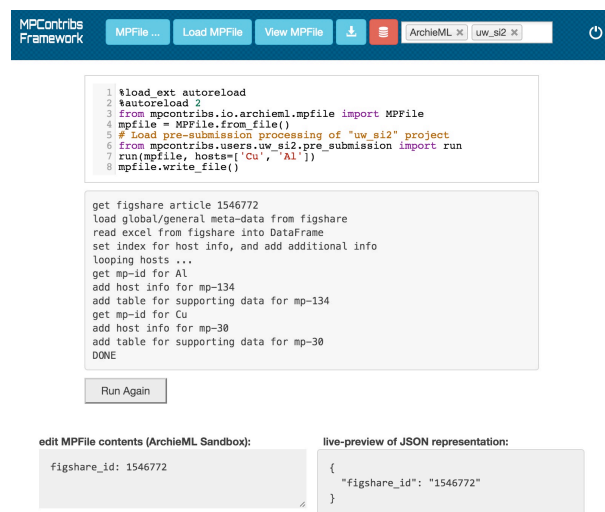 MPContribs
Framework
MPFile ...
Load MPFile
View MPFile
ArchieML ×
uw_si2 ×
1 %load_ext autoreload
2 %autoreload 2
3 from mpcontribs.io.archieml.mpfile import MPFile
4 mpfile = MPFile.from_file()
5 # Load pre-submission processing of "uw_si2" project
6 from mpcontribs.users.uw_si2.pre_submission import run
7 run(mpfile, hosts=['Cu', 'Al'])
8 mpfile.write_file()
get figshare article 1546772
load global/general meta-data from figshare
read excel from figshare into DataFrame
set index for host info, and add additional info
looping hosts ...
get mp-id for Al
add host info for mp-134
add table for supporting data for mp-134
get mp-id for Cu
add host info for mp-30
add table for supporting data for mp-30
DONE
Run Again
edit MPFile contents (ArchieML Sandbox):
figshare_id: 1546772
live-preview of JSON representation:
{
"figshare_id": "1546772"
}